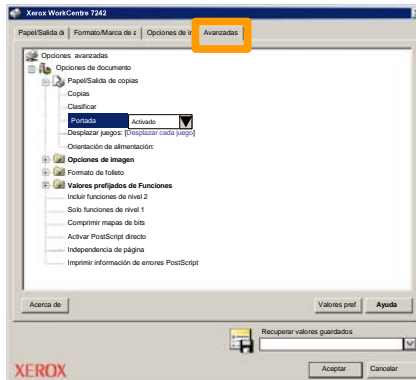 Xerox WorkCentre 7242
Papel/Salida d Formato/Marca de a Opciones de ir Avanzadas
Opciones avanzadas
Opciones de documento
Papel/Salida de copias
Copias
Clasificar
Portada Activado
Desplazar juegos: [Desplazar cada juego]
Orientación de alimentación:
Opciones de imagen
Formato de folleto
Valores prefijados de Funciones
Incluir funciones de nivel 2
Solo funciones de nivel 1
Comprimir mapas de bits
Activar PostScript directo
Independencia de página
Imprimir información de errores PostScript
Acerca de Valores pref Ayuda
Recuperar valores guardados
XEROX Aceptar Cancelar